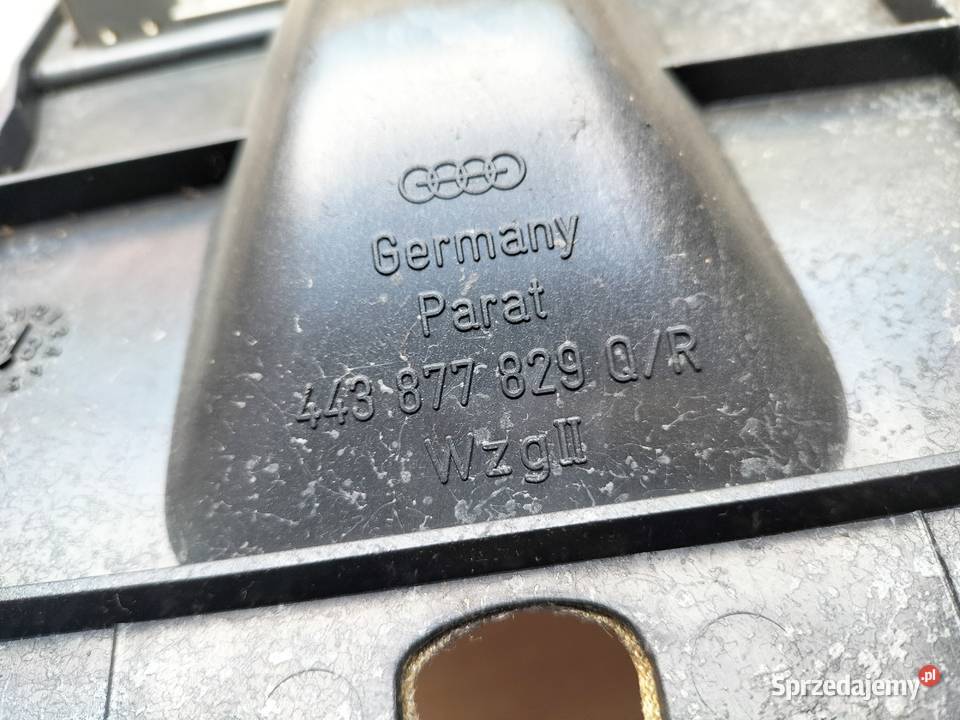 Germany
Parat
443 877 829 Q/R
WzgII
Sprzedajemy.pl